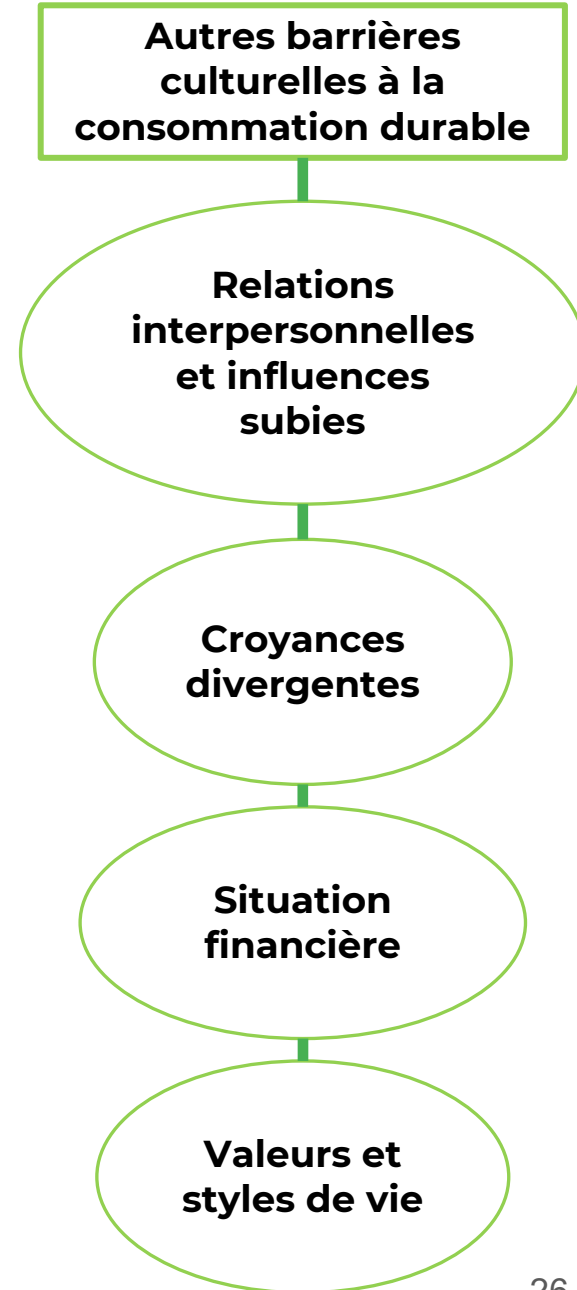 Autres barrières
culturelles à la
consommation durable
Relations
interpersonnelles
et influences
subies
Croyances
divergentes
Situation
financière
Valeurs et
styles de vie
26